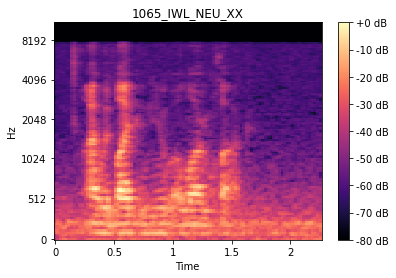 1065_IWL_NEU_XX
+0 dB
8192
-10 dB
4096
-20 dB
-30 dB
2048
Hz
-40 dB
1024
-50 dB
512
-60 dB
-70 dB
0
-80 dB
0
0.5
1
1.5
2
Time